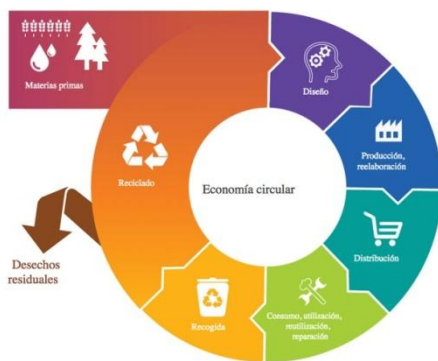 Materias primas
Diseño
Producción,
reelaboración
Distribución
Consumo, utilización,
reutilización,
reparación
Recogida
Reciclado
Desechos
residuales
Economía circular